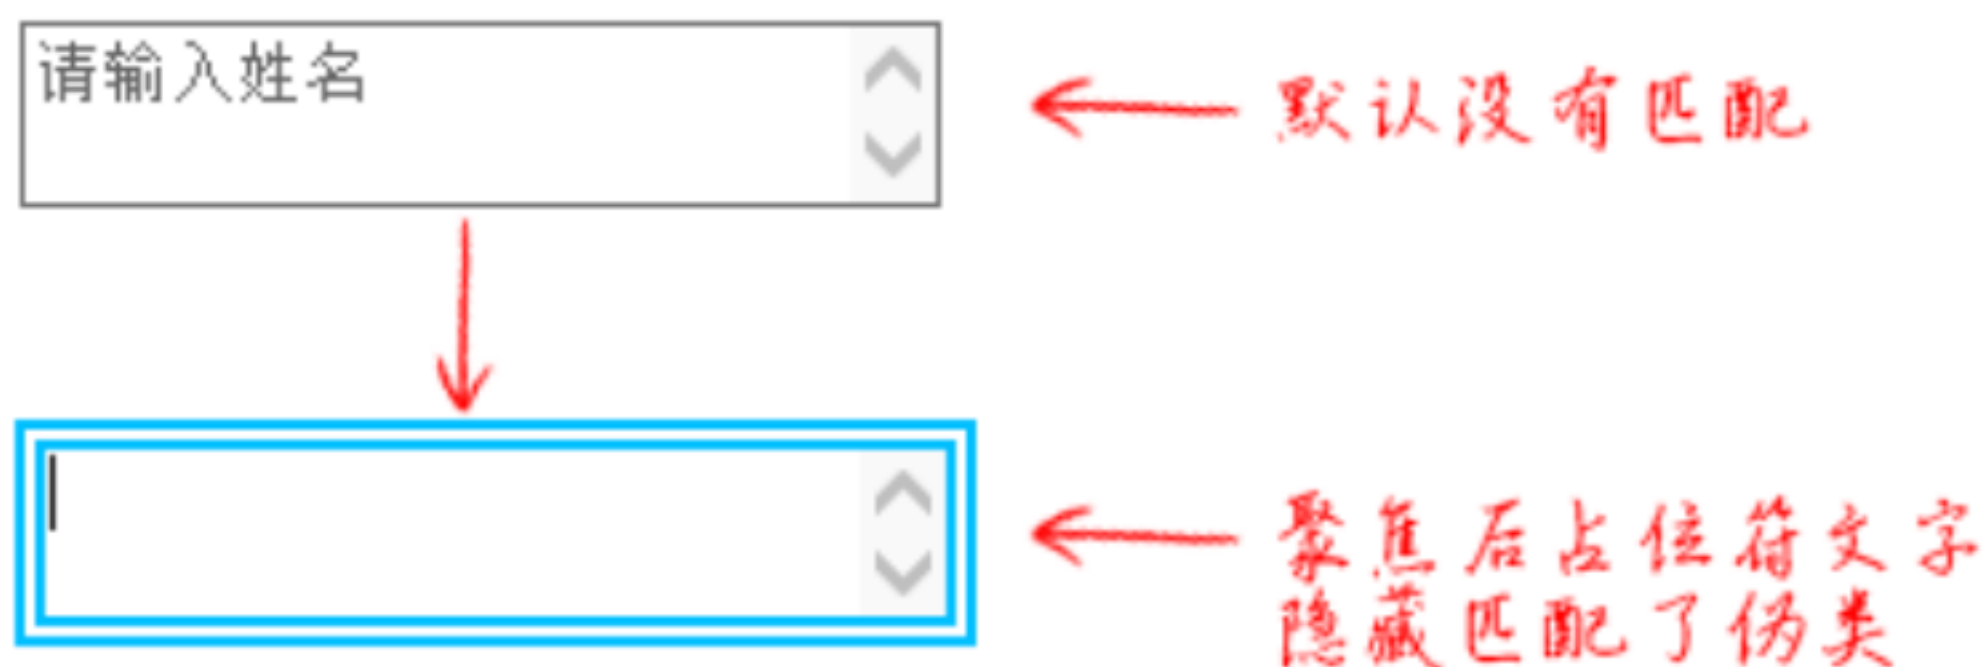 请输入姓名
默认没有匹配
聚焦后占位符文字
隐藏匹配了伪类